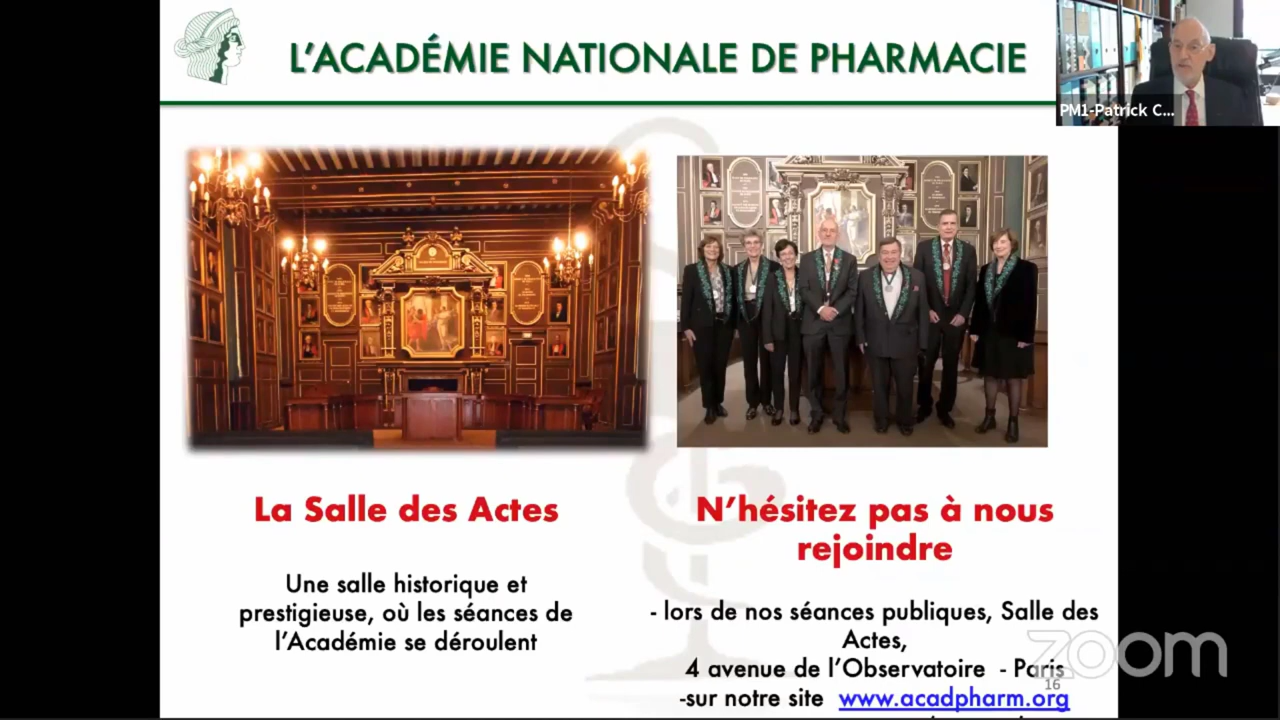 L'ACADÉMIE NATIONALE DE PHARMACIE
PM1-Patrick C...
La Salle des Actes
Une salle historique et
prestigieuse, où les séances de
l'Académie se déroulent
N'hésitez pas à nous
rejoindre
- lors de nos séances publiques, Salle des
Actes,
4 avenue de l'Observatoire - Paris
-sur notre site www.acadpharm.org
16
zoom